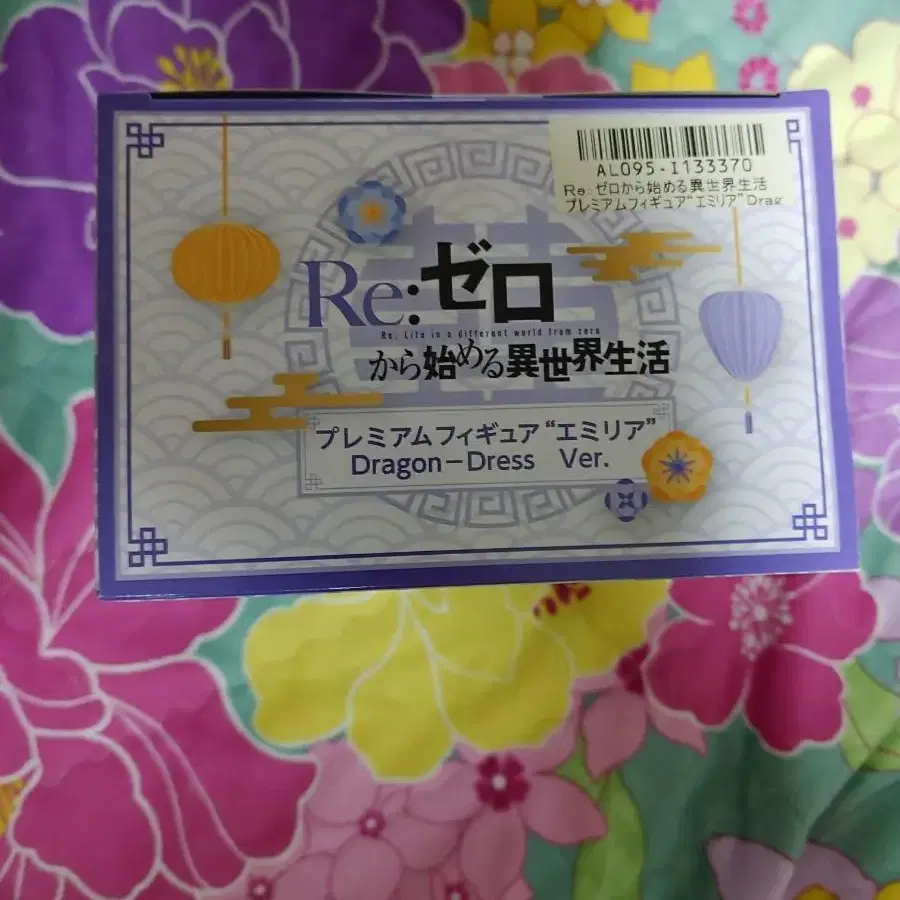 AL095-I133370
Re:ゼロから始める異世界生活
プレミアムフィギュア"エミリア"Drag
Re:ゼロ
Re: Life in a different world from zero
から始める異世界生活
プレミアムフィギュア“エミリア”
Dragon－Dress Ver.